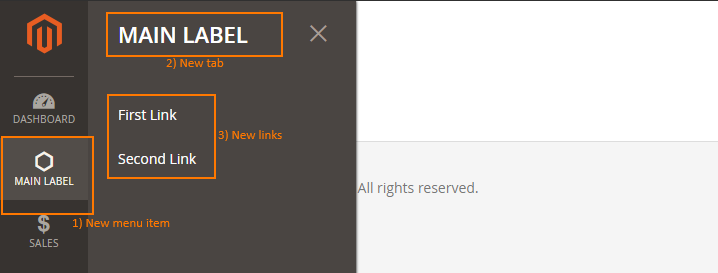 MAIN LABEL
2) New tab
DASHBOARD
First Link
3) New links
Second Link
MAIN LABEL
All rights reserved.
1) New menu item
$
SALES